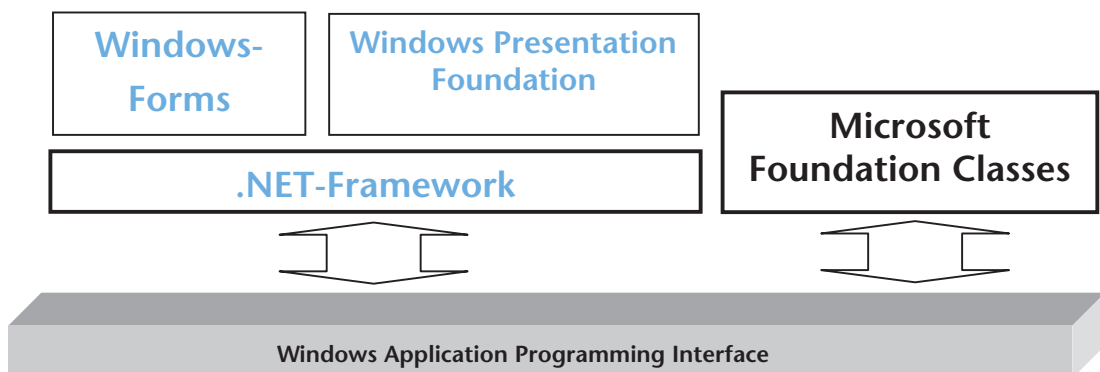 Windows-
Forms
Windows Presentation
Foundation
.NET-Framework
Microsoft
Foundation Classes
Windows Application Programming Interface